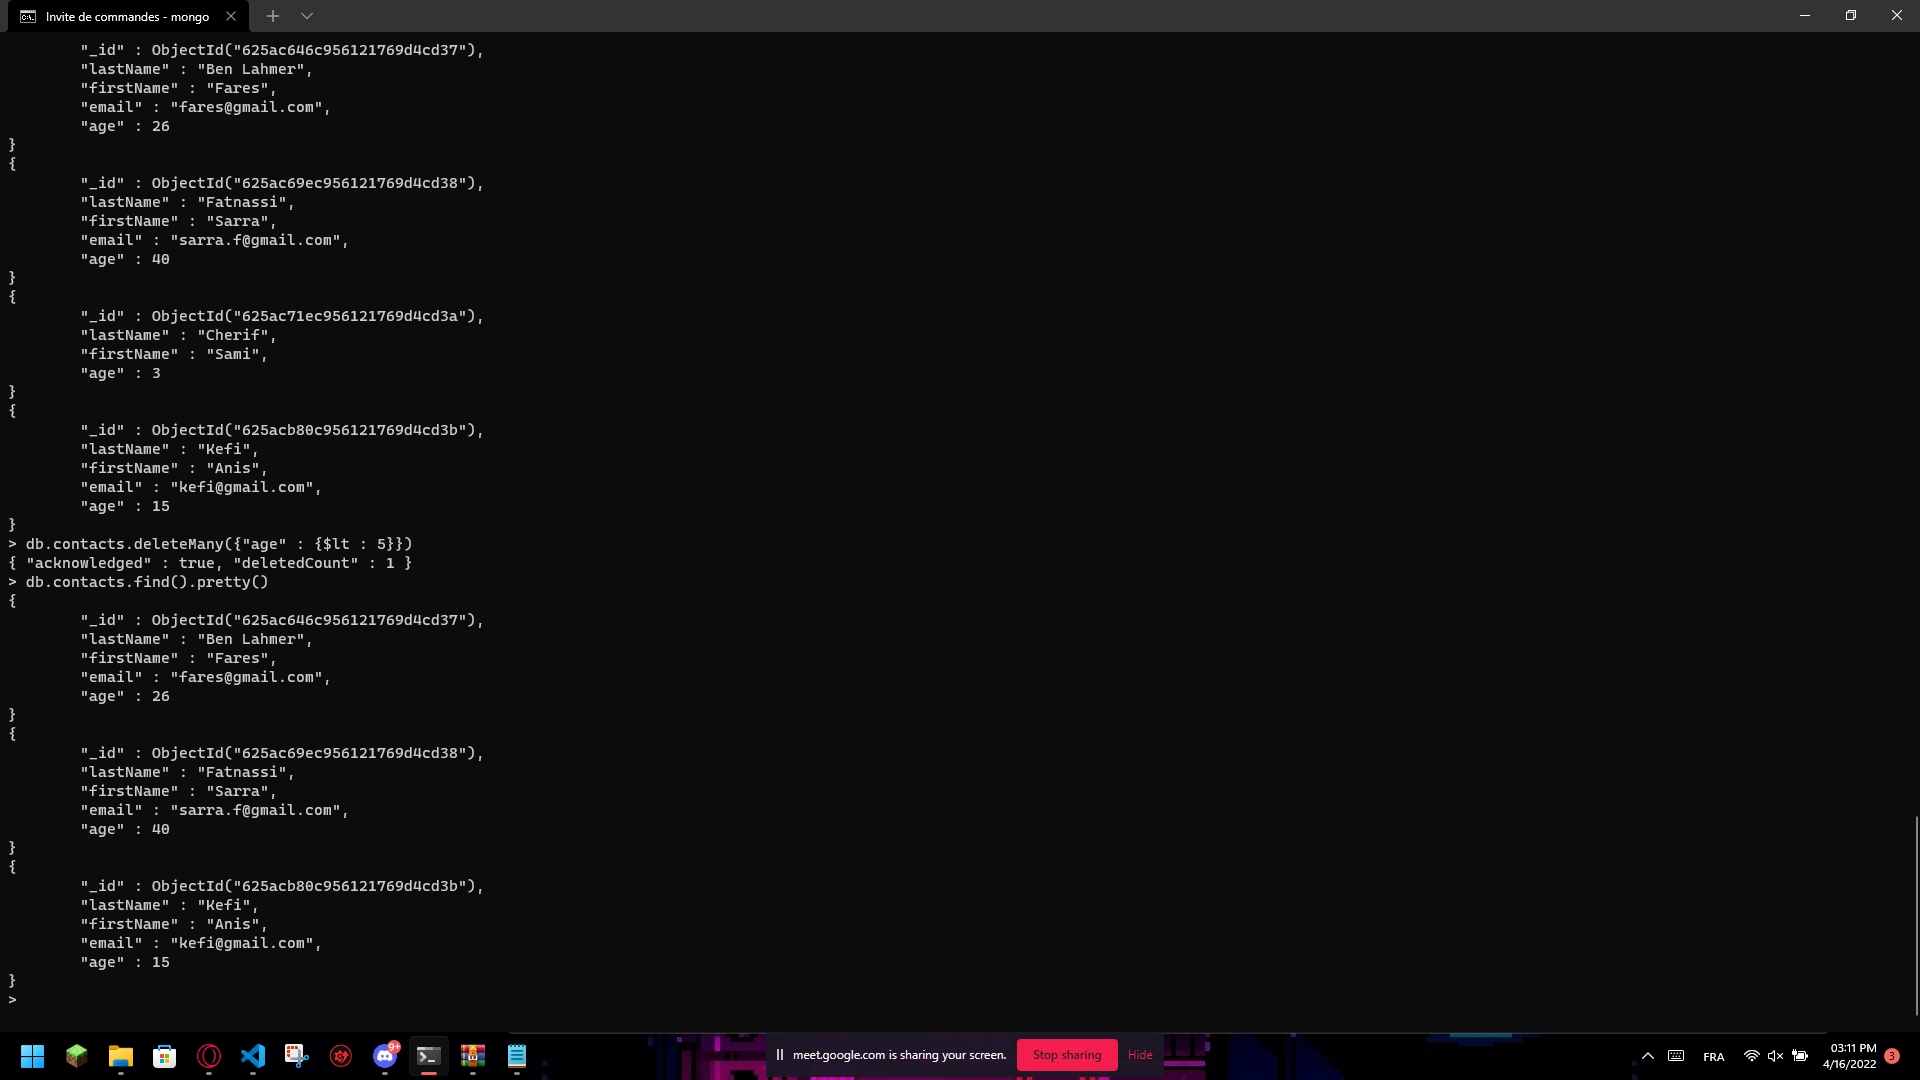 Invite de commandes - mongo
"_id" : ObjectId("625ac646c956121769d4cd37"),
"lastName" : "Ben Lahmer",
"firstName" : "Fares",
"email" : "fares@gmail.com",
"age" : 26
}
{
"_id" : ObjectId("625ac69ec956121769d4cd38"),
"lastName" : "Fatnassi",
"firstName" : "Sarra",
"email" : "sarra.f@gmail.com",
"age" : 40
}
{
"_id" : ObjectId("625ac71ec956121769d4cd3a"),
"lastName" : "Cherif",
"firstName" : "Sami",
"age" : 3
}
{
"_id" : ObjectId("625acb80c956121769d4cd3b"),
"lastName" : "Kefi",
"firstName" : "Anis",
"email" : "kefi@gmail.com",
"age" : 15
}
> db.contacts.deleteMany({"age" : {$lt : 5}})
{ "acknowledged" : true, "deletedCount" : 1 }
> db.contacts.find().pretty()
{
"_id" : ObjectId("625ac646c956121769d4cd37"),
"lastName" : "Ben Lahmer",
"firstName" : "Fares",
"email" : "fares@gmail.com",
"age" : 26
}
{
"_id" : ObjectId("625ac69ec956121769d4cd38"),
"lastName" : "Fatnassi",
"firstName" : "Sarra",
"email" : "sarra.f@gmail.com",
"age" : 40
}
{
"_id" : ObjectId("625acb80c956121769d4cd3b"),
"lastName" : "Kefi",
"firstName" : "Anis",
"email" : "kefi@gmail.com",
"age" : 15
}
>
9+
meet.google.com is sharing your screen. Stop sharing Hide
FRA
03:11 PM
4/16/2022
3